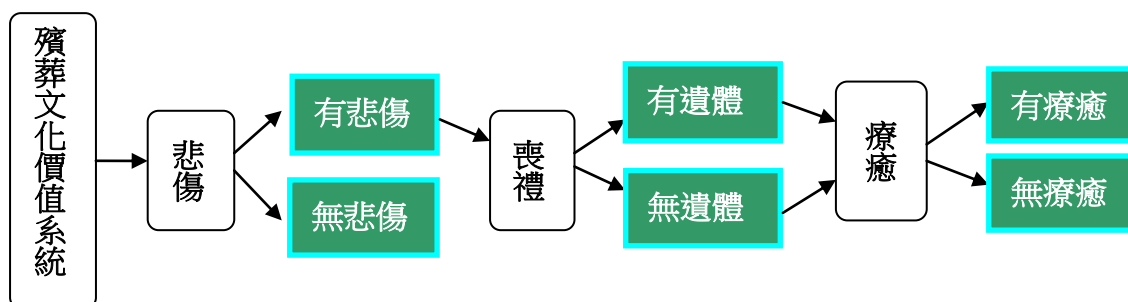 殯葬文化價值系統
悲傷
有悲傷
無悲傷
喪禮
有遺體
無遺體
療癒
有療癒
無療癒